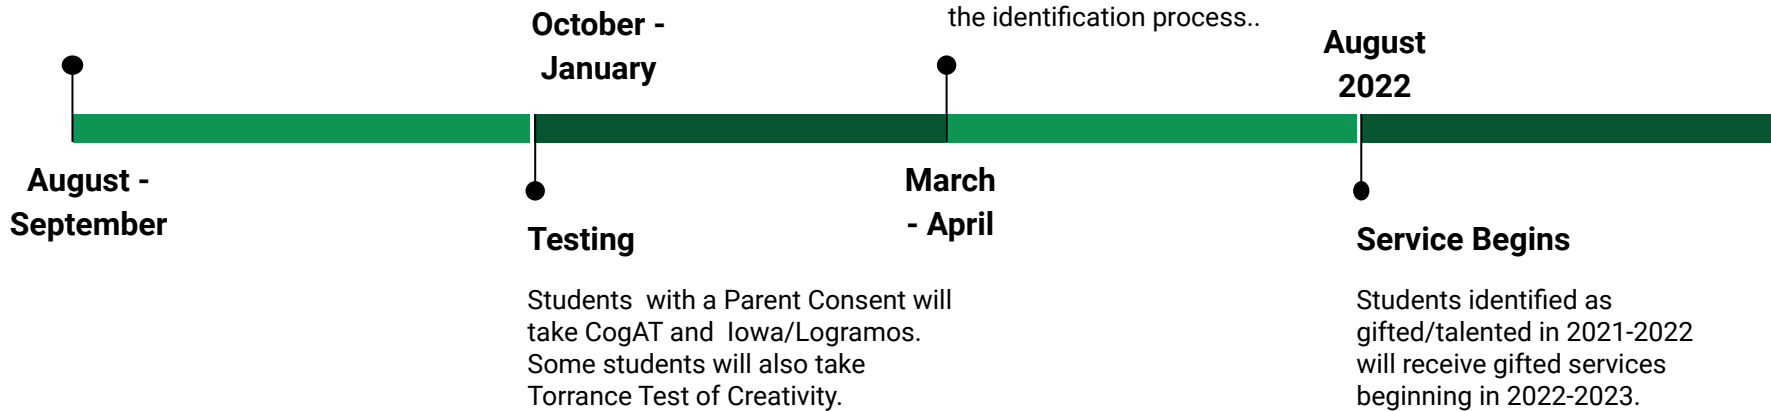 the identification process..
October -
January
August
2022
August -
September
March
- April
Testing
Students  with a Parent Consent will
take CogAT and  Iowa/Logramos.
Some students will also take
Torrance Test of Creativity.
Service Begins
Students identified as
gifted/talented in 2021-2022
will receive gifted services
beginning in 2022-2023.